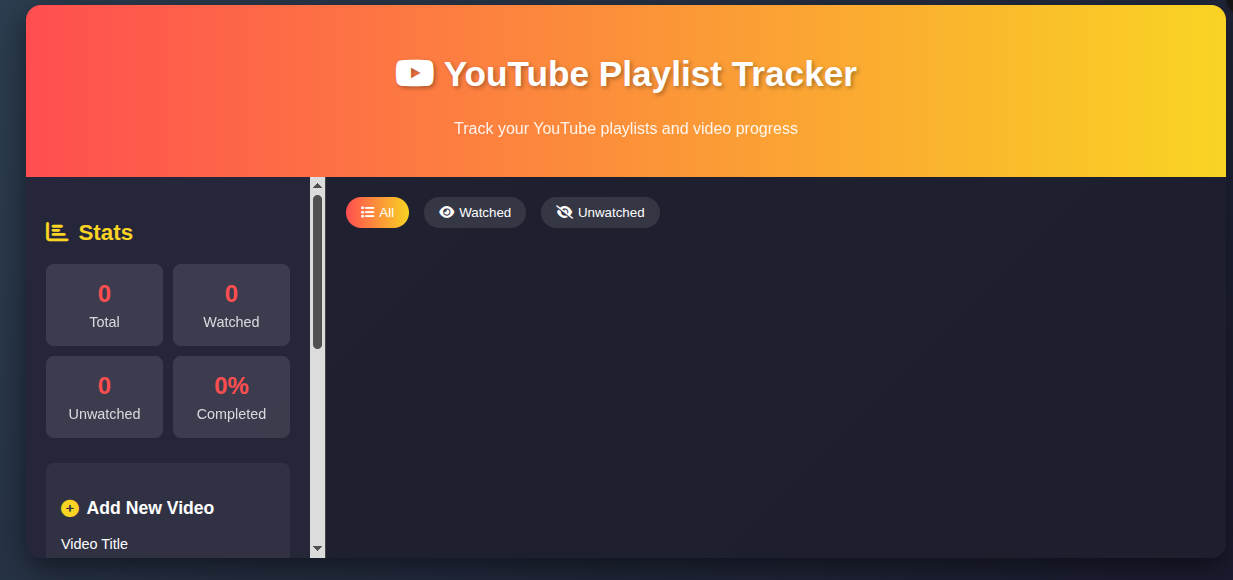 YouTube Playlist Tracker
Track your YouTube playlists and video progress
Stats
0
Total
0
Watched
0
Unwatched
0%
Completed
Add New Video
Video Title
All
Watched
Unwatched